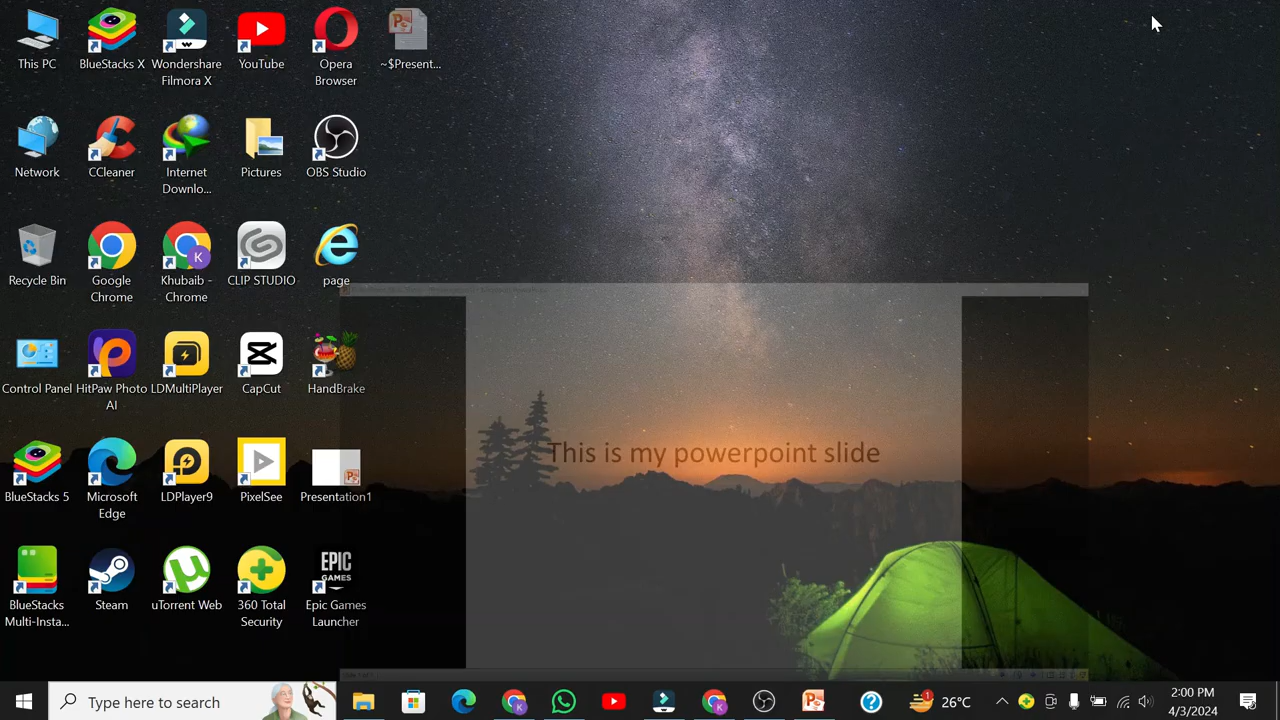 This PC
BlueStacks X
Wondershare
Filmora X
YouTube
Opera
Browser
~$Present...
Network
CCleaner
Internet
Downlo...
Pictures
OBS Studio
Recycle Bin
Google
Chrome
Khubaib -
Chrome
CLIP STUDIO
page
Control Panel
HitPaw Photo
AI
LDMultiPlayer
CapCut
HandBrake
This is my powerpoint slide
BlueStacks 5
Microsoft
Edge
LDPlayer9
PixelSee
Presentation1
BlueStacks
Multi-Insta...
Steam
uTorrent Web
360 Total
Security
EPIC
GAMES
Epic Games
Launcher
Type here to search
26°C
2:00 PM
4/3/2024